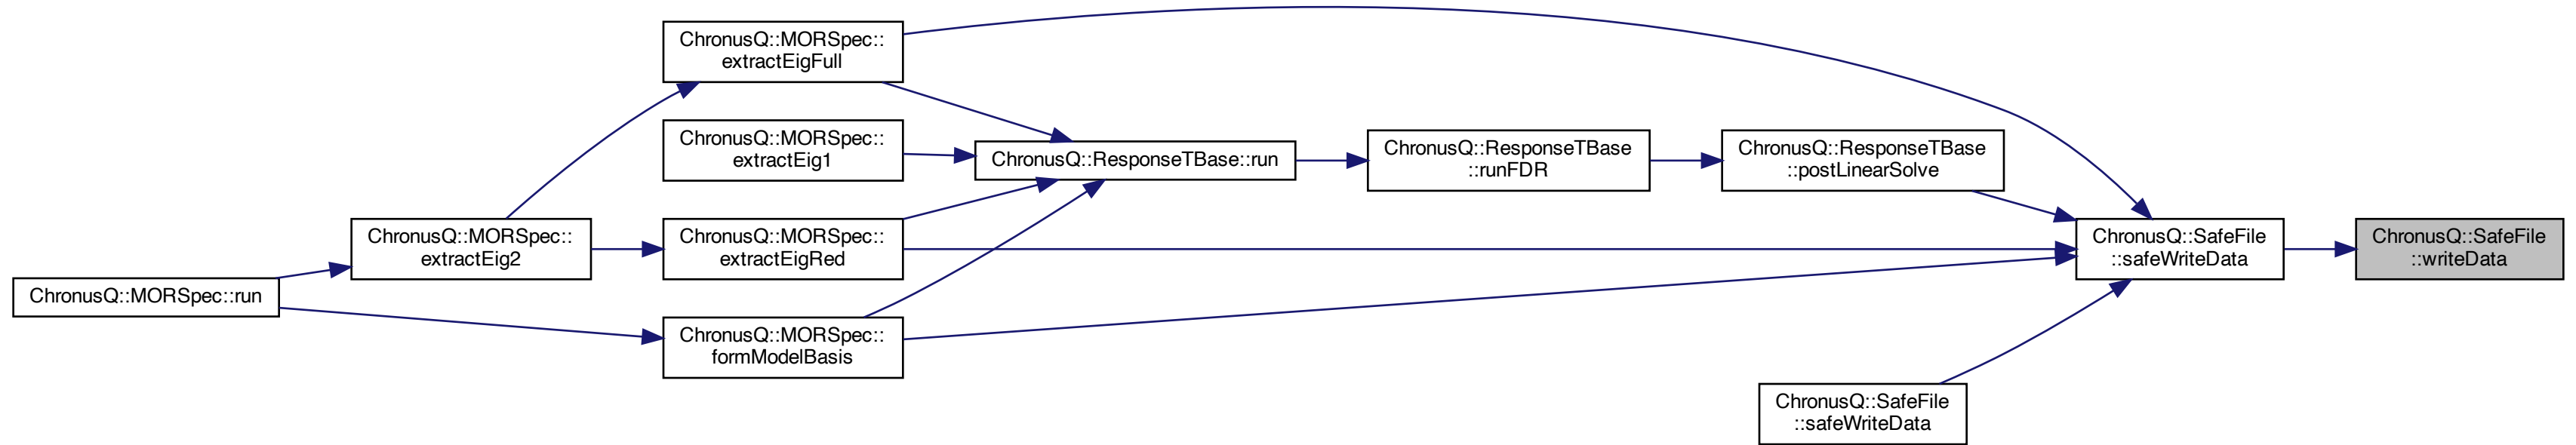 ChronusQ::MORSpec::run
ChronusQ::MORSpec::
extractEig2
ChronusQ::MORSpec::
extractEigFull
ChronusQ::MORSpec::
extractEig1
ChronusQ::MORSpec::
extractEigRed
ChronusQ::MORSpec::
formModelBasis
ChronusQ::ResponseTBase::run
ChronusQ::ResponseTBase
::runFDR
ChronusQ::ResponseTBase
::postLinearSolve
ChronusQ::SafeFile
::safeWriteData
ChronusQ::SafeFile
::safeWriteData
ChronusQ::SafeFile
::writeData